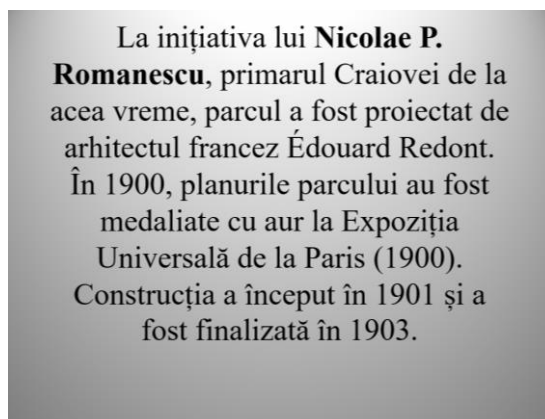 La inițiativa lui Nicolae P.
Romanescu, primarul Craiovei de la
acea vreme, parcul a fost proiectat de
arhitectul francez Édouard Redont.
În 1900, planurile parcului au fost
medaliate cu aur la Expoziția
Universală de la Paris (1900).
Construcția a început în 1901 și a
fost finalizată în 1903.